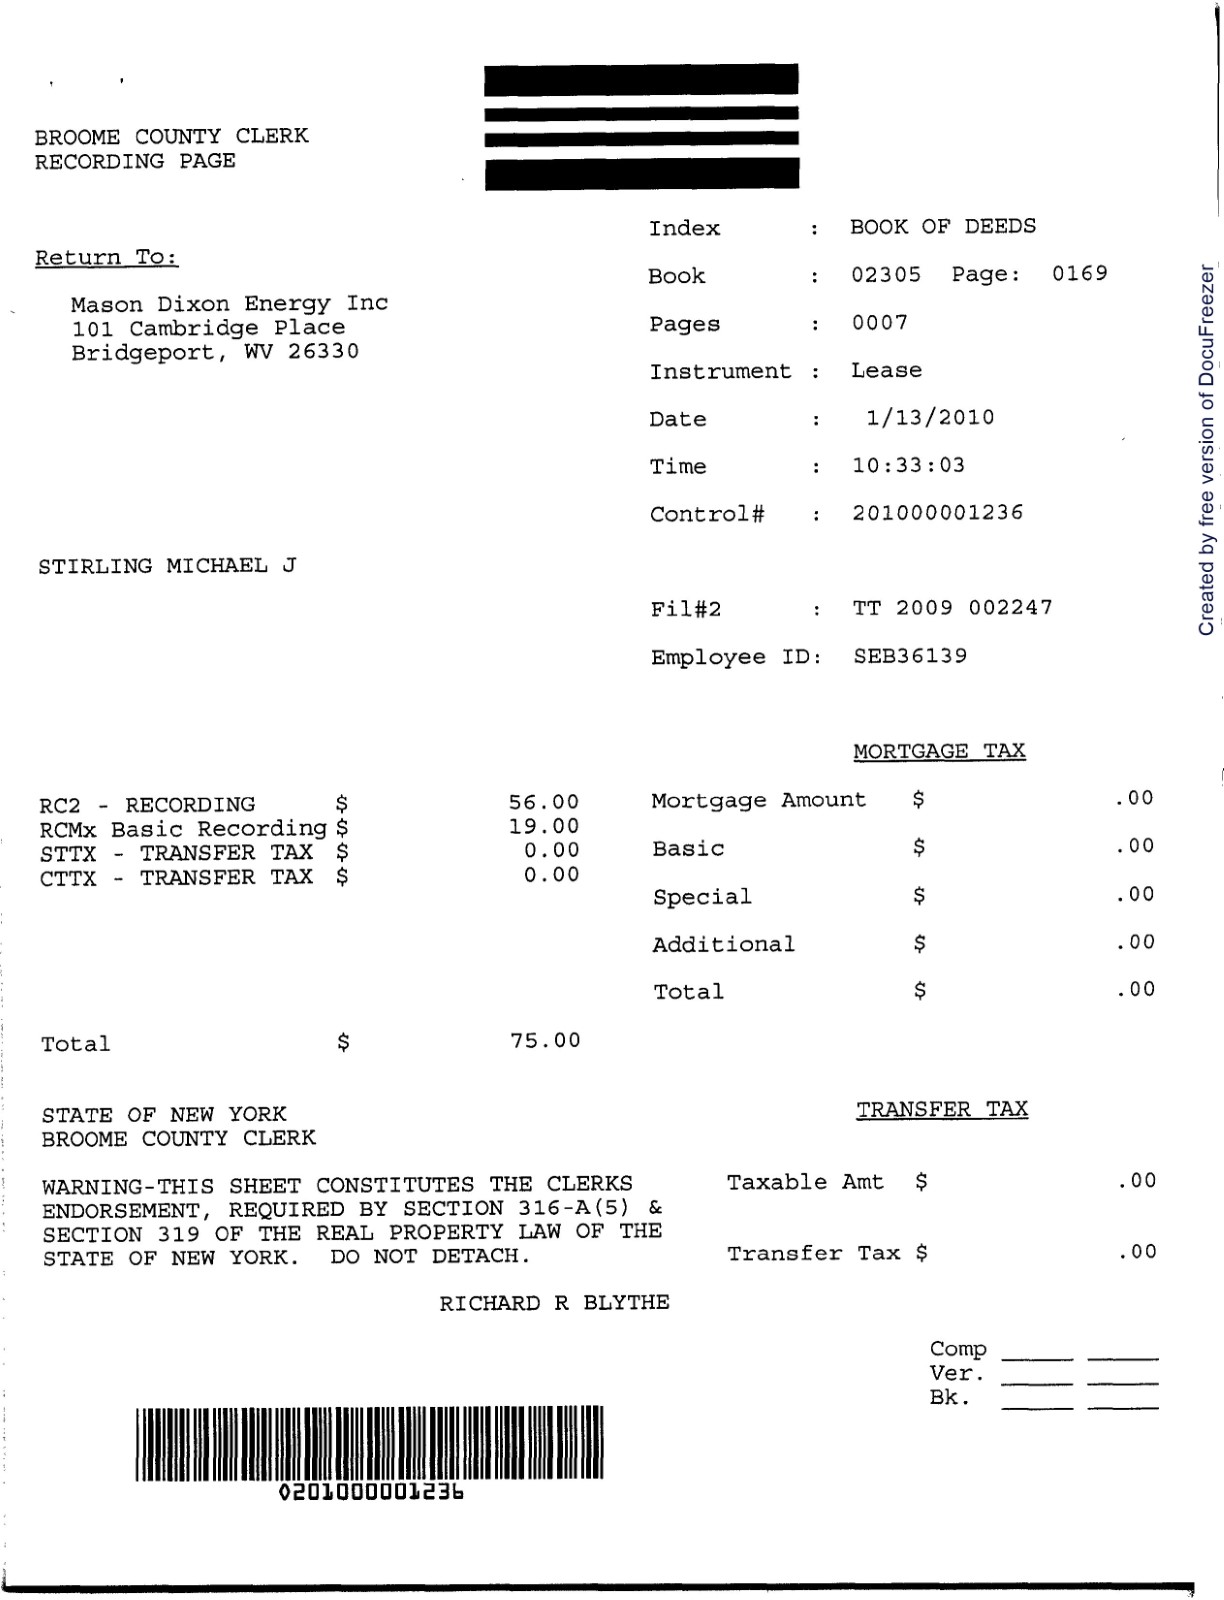 BROOME COUNTY CLERK
RECORDING PAGE
Return To:
Mason Dixon Energy Inc
101 Cambridge Place
Bridgeport, WV 26330
Index : BOOK OF DEEDS
Book : 02305 Page: 0169
Pages : 0007
Instrument : Lease
Date : 1/13/2010
Time : 10:33:03
Control# : 201000001236
STIRLING MICHAEL J
Fil#2 : TT 2009 002247
Employee ID: SEB36139
RC2 - RECORDING $ 56.00
RCMx Basic Recording $ 19.00
STTX - TRANSFER TAX $ 0.00
CTTX - TRANSFER TAX $ 0.00
Total $ 75.00
MORTGAGE TAX
Mortgage Amount $ .00
Basic $ .00
Special $ .00
Additional $ .00
Total $ .00
STATE OF NEW YORK
BROOME COUNTY CLERK
WARNING-THIS SHEET CONSTITUTES THE CLERKS
ENDORSEMENT, REQUIRED BY SECTION 316-A(5) &
SECTION 319 OF THE REAL PROPERTY LAW OF THE
STATE OF NEW YORK. DO NOT DETACH.
TRANSFER TAX
Taxable Amt $ .00
Transfer Tax $ .00
RICHARD R BLYTHE
Comp
Ver.
Bk.
0201000001236
Created by free version of DocuFreezer